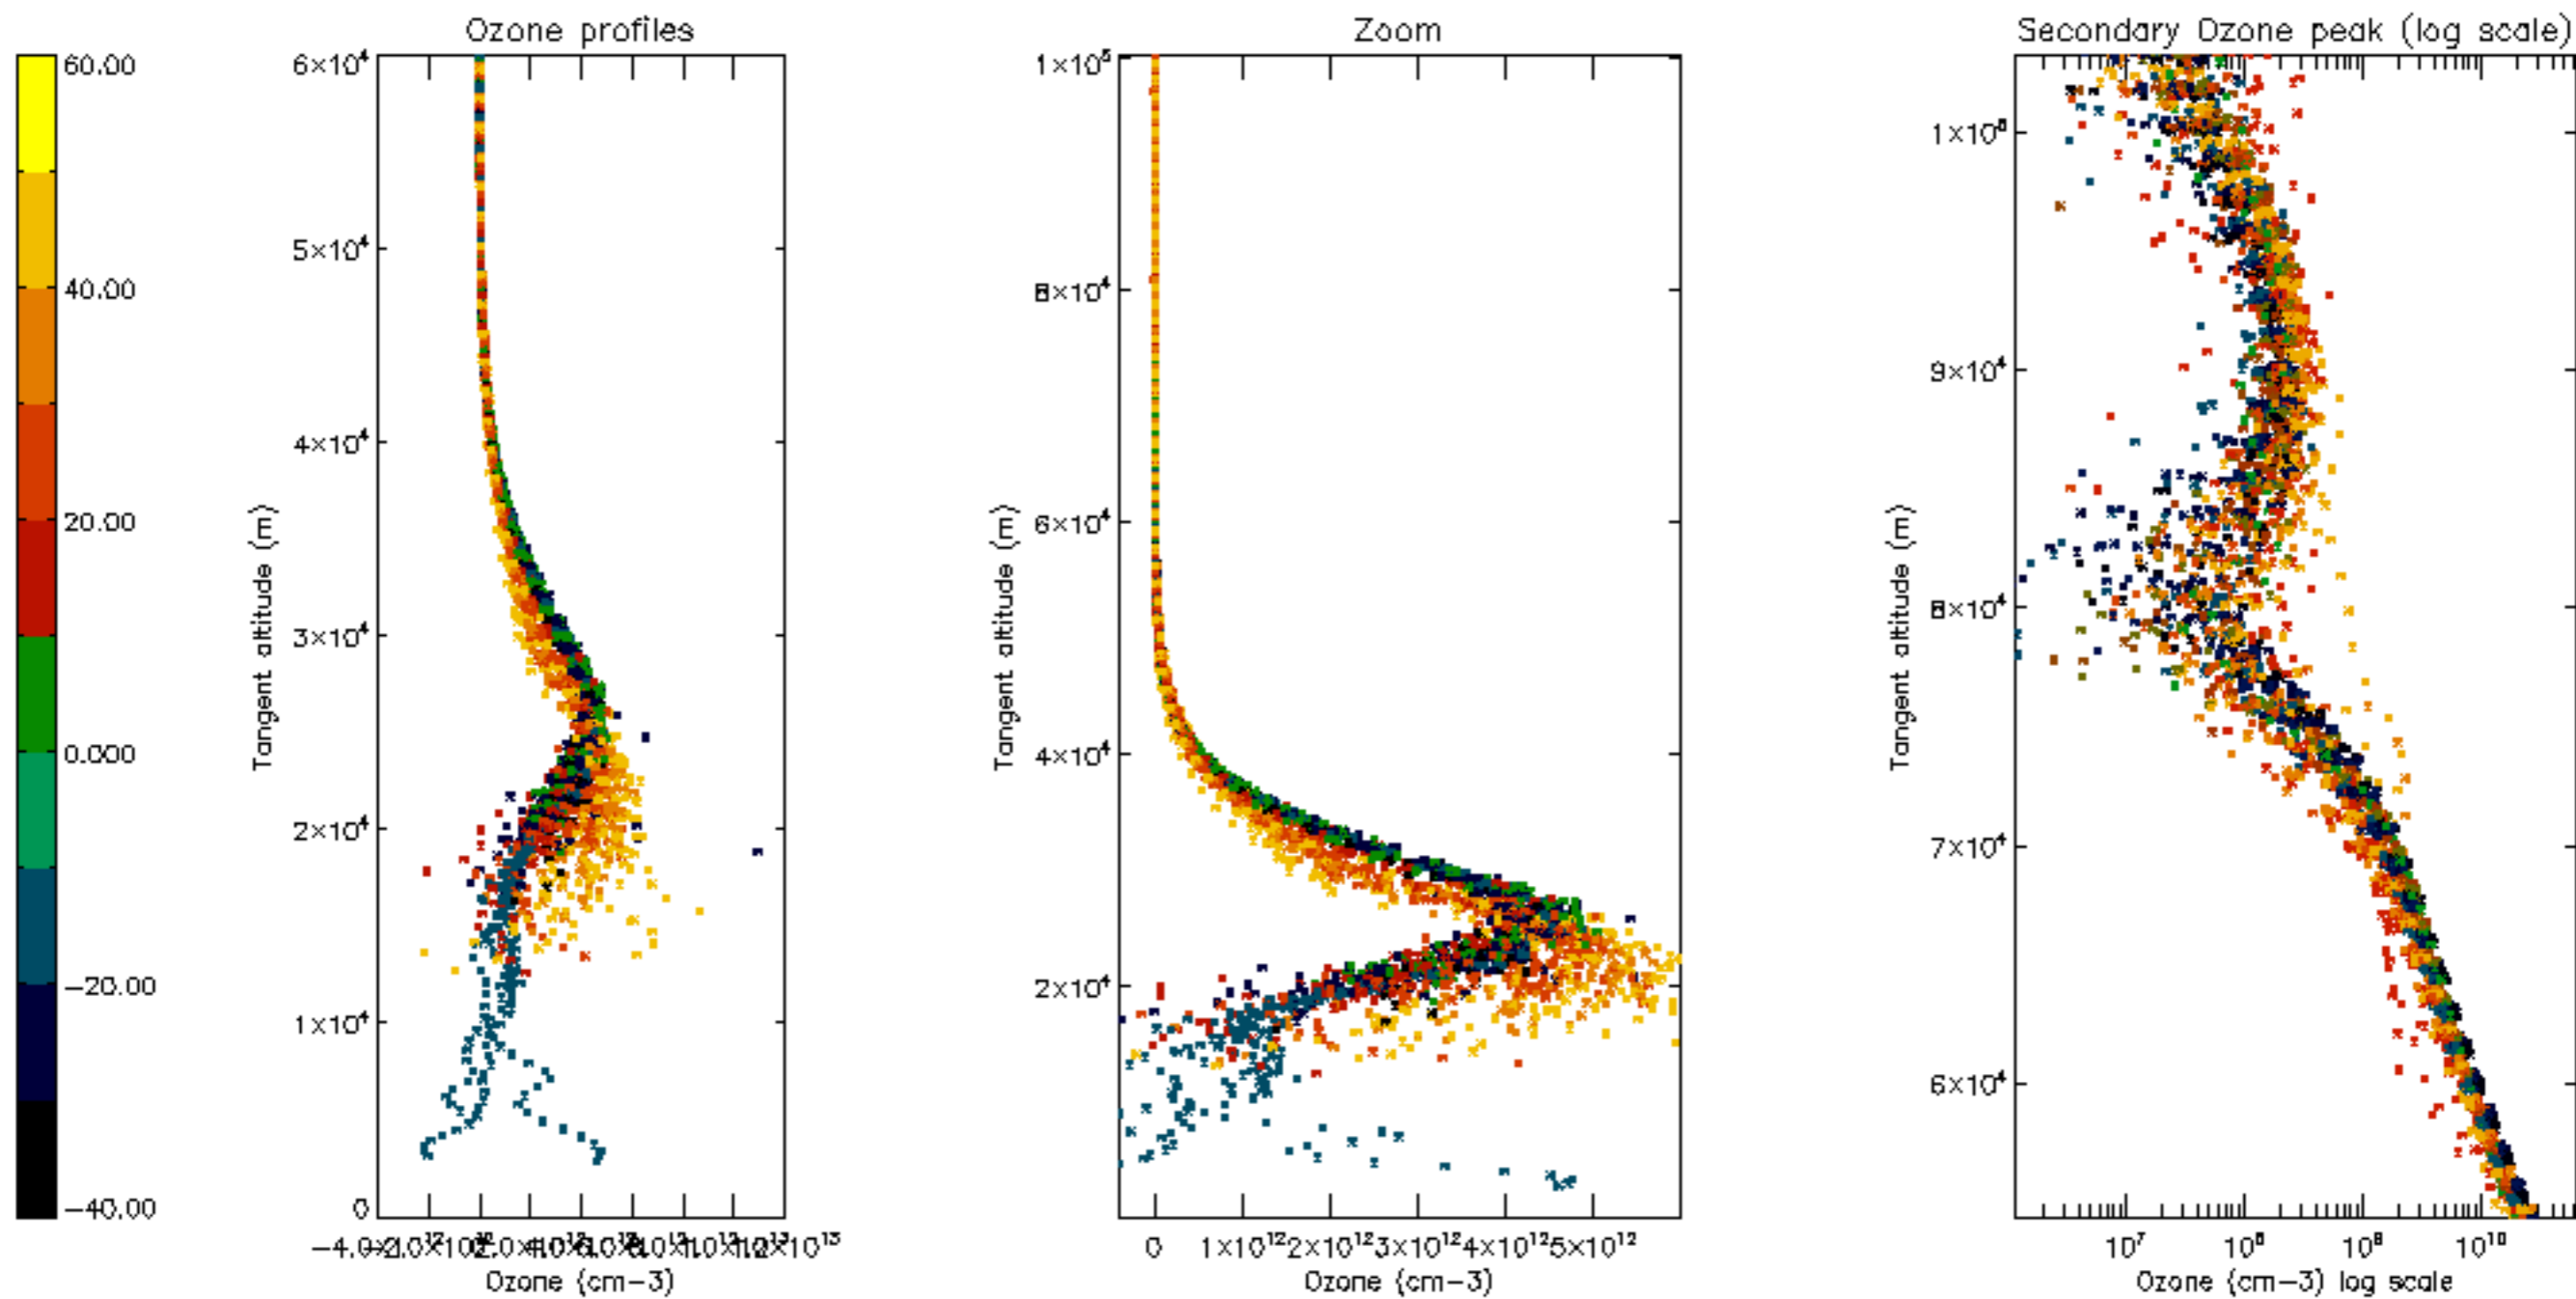 Ozone profiles
Zoom
Secondary Ozone peak (log scale)
60.00
40.00
20.00
0.000
−20.00
−40.00
6×10⁴
5×10⁴
4×10⁴
3×10⁴
2×10⁴
1×10⁴
0
Tangent altitude (m)
Ozone (cm−3)
1×10⁵
8×10⁴
6×10⁴
4×10⁴
2×10⁴
Tangent altitude (m)
0 1×10¹² 2×10¹² 3×10¹² 4×10¹² 5×10¹²
Ozone (cm−3)
9×10⁴
8×10⁴
7×10⁴
6×10⁴
Tangent altitude (m)
10⁷ 10⁸ 10⁹ 10¹⁰
Ozone (cm−3) log scale